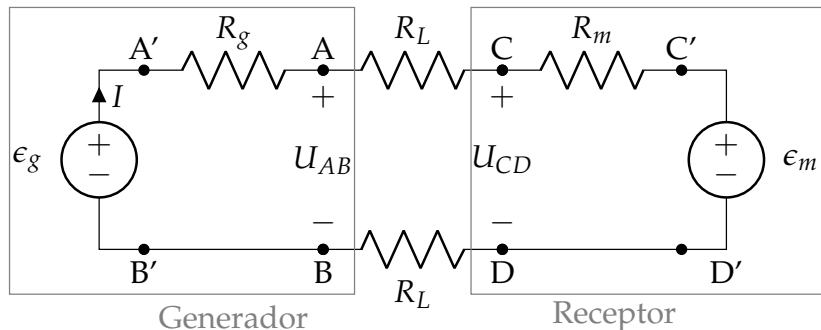 A′ R_g A R_L C R_m C′
I + +
ϵ_g + − U_AB U_CD + − ϵ_m
− −
B′ B R_L D D′
Generador Receptor